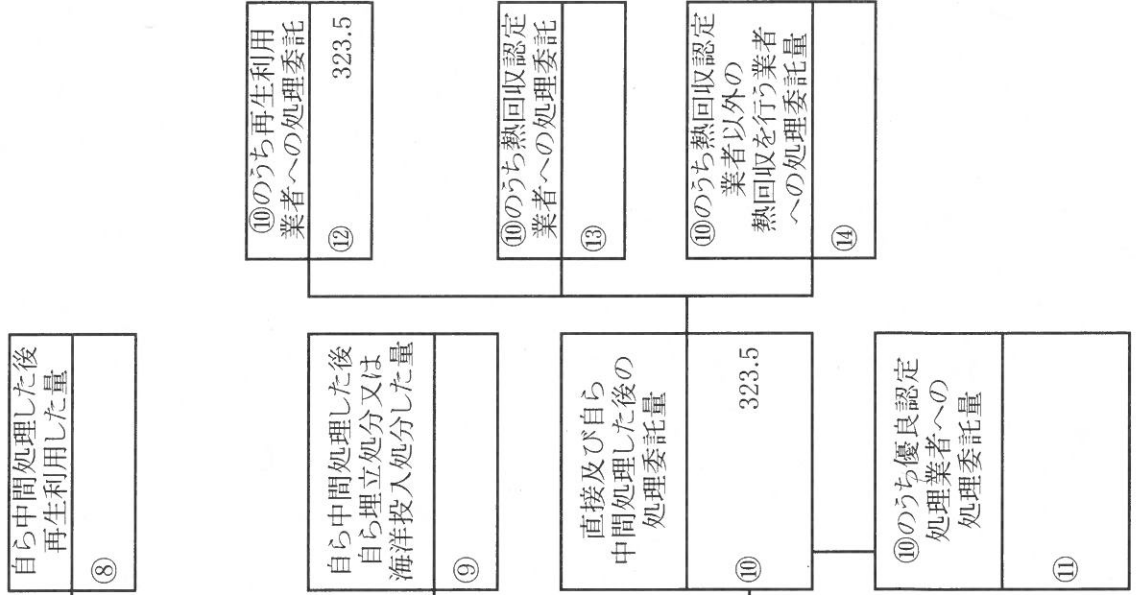 自ら中間処理した後
再生利用した量
⑧
自ら中間処理した後
自ら埋立処分又は
海洋投入処分した量
⑨
直接及び自ら
中間処理した後の
処理委託量
⑩ 323.5
⑩のうち優良認定
処理業者への
処理委託量
⑪
⑩のうち再生利用
業者への処理委託
⑫ 323.5
⑩のうち熱回収認定
業者への処理委託
⑬
⑩のうち熱回収認定
業者以外の
熱回収を行う業者
への処理委託量
⑭